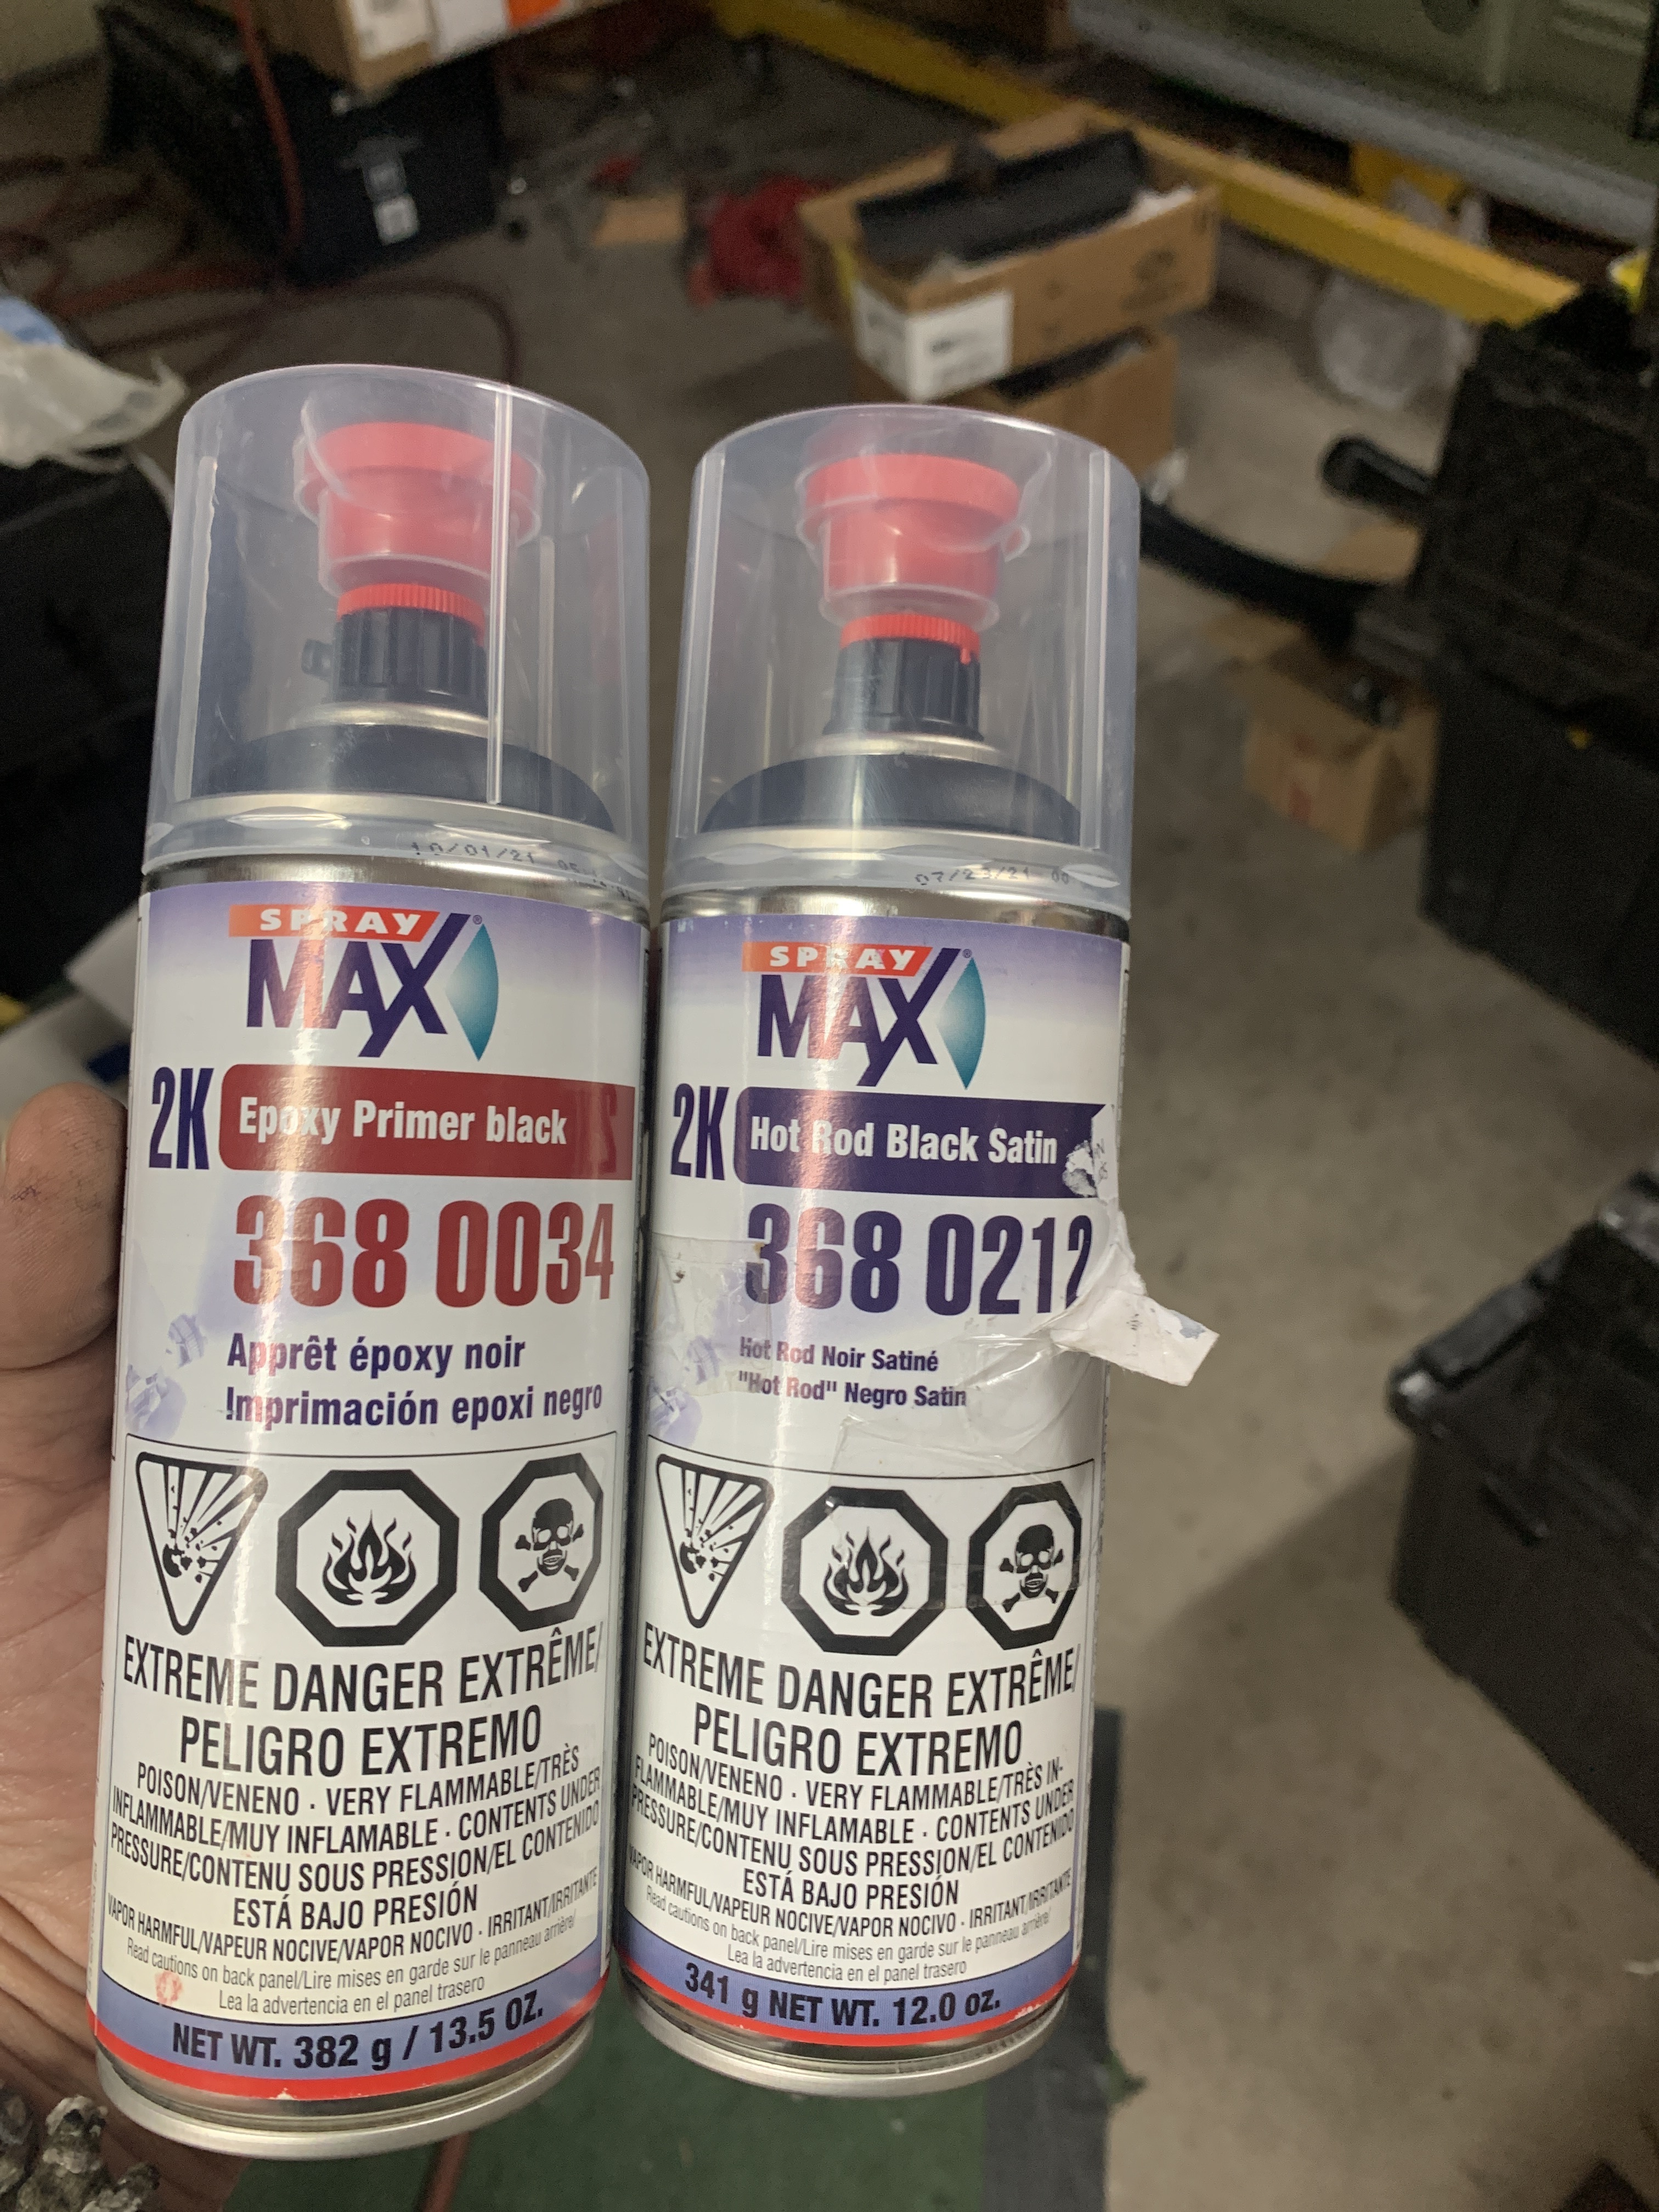 10/01/21
SPRAY
MAX®
2K Epoxy Primer black
368 0034
Apprêt époxy noir
Imprimación epoxi negro
EXTREME DANGER EXTRÊME/
PELIGRO EXTREMO
POISON/VENENO · VERY FLAMMABLE/TRÈS
INFLAMMABLE/MUY INFLAMABLE · CONTENTS UNDER
PRESSURE/CONTENU SOUS PRESSION/EL CONTENIDO
ESTÁ BAJO PRESIÓN
VAPOR HARMFUL/VAPEUR NOCIVE/VAPOR NOCIVO · IRRITANT/IRRITANTE
Read cautions on back panel/Lire mises en garde sur le panneau arrière/
Lea la advertencia en el panel trasero
NET WT. 382 g / 13.5 OZ.
07/23/21 00
SPRAY
MAX®
2K Hot Rod Black Satin
368 0212
Hot Rod Noir Satiné
"Hot Rod" Negro Satin
EXTREME DANGER EXTRÊME/
PELIGRO EXTREMO
POISON/VENENO · VERY FLAMMABLE/TRÈS IN-
FLAMMABLE/MUY INFLAMABLE · CONTENTS UNDER
PRESSURE/CONTENU SOUS PRESSION/EL CONTENIDO
ESTÁ BAJO PRESIÓN
VAPOR HARMFUL/VAPEUR NOCIVE/VAPOR NOCIVO · IRRITANT/IRRITANTE
Read cautions on back panel/Lire mises en garde sur le panneau arrière/
Lea la advertencia en el panel trasero
341 g NET WT. 12.0 oz.